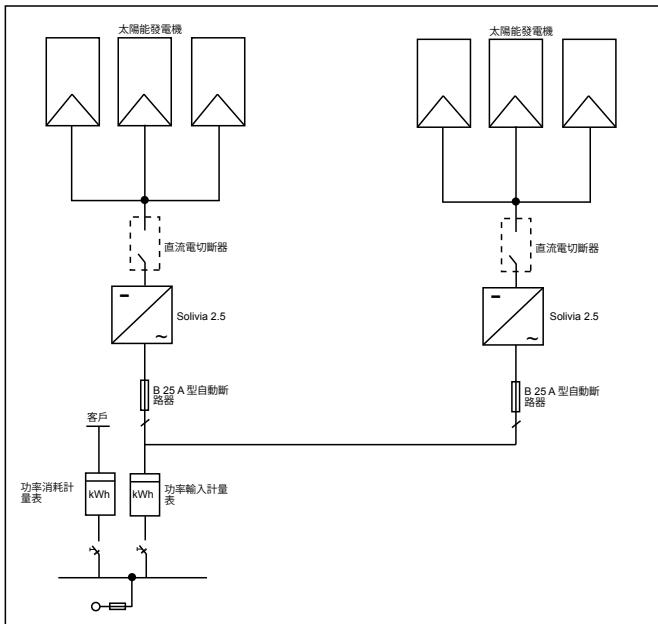 太陽能發電機
太陽能發電機
直流電切斷器
直流電切斷器
Solivia 2.5
Solivia 2.5
B 25 A 型自動斷
路器
B 25 A 型自動斷
路器
客戶
功率消耗計
量表
kWh
kWh
功率輸入計量
表